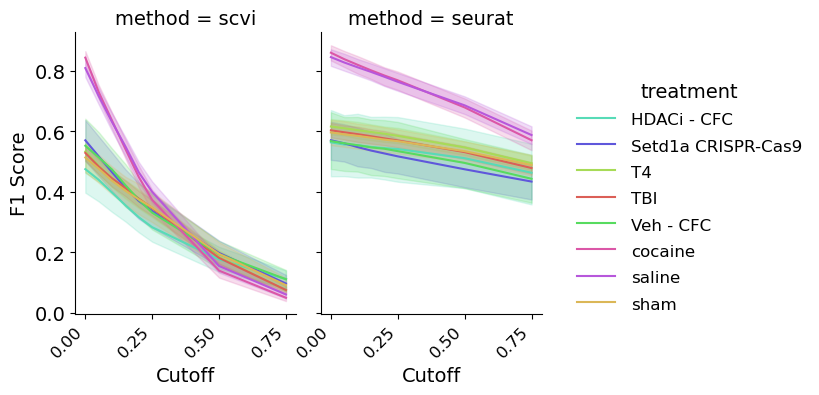 method = scvi
method = seurat
F1 Score
0.8
0.6
0.4
0.2
0.0
0.00
0.25
0.50
0.75
Cutoff
0.00
0.25
0.50
0.75
Cutoff
treatment
HDACi - CFC
Setd1a CRISPR-Cas9
T4
TBI
Veh - CFC
cocaine
saline
sham